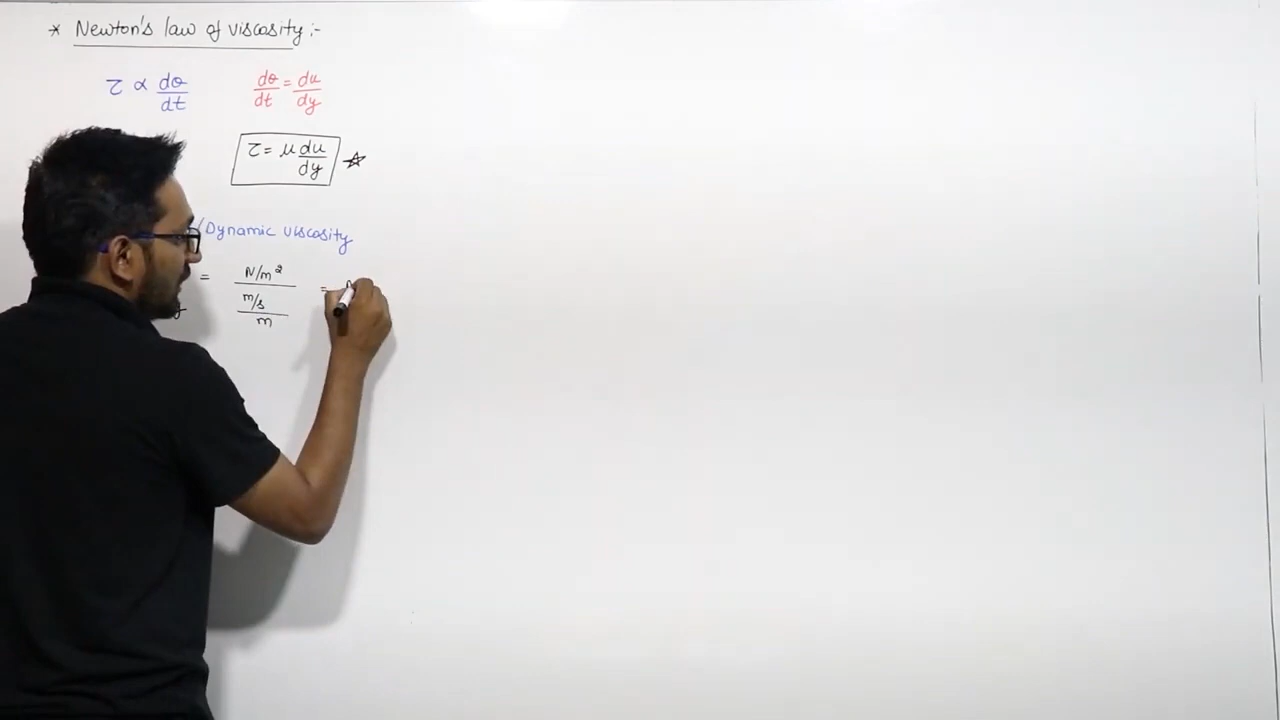 * Newton's law of viscosity :-
τ ∝ dθ/dt dθ/dt = du/dy
τ = μ du/dy ☆
/Dynamic viscosity
= N/m² / (m/s / m) =